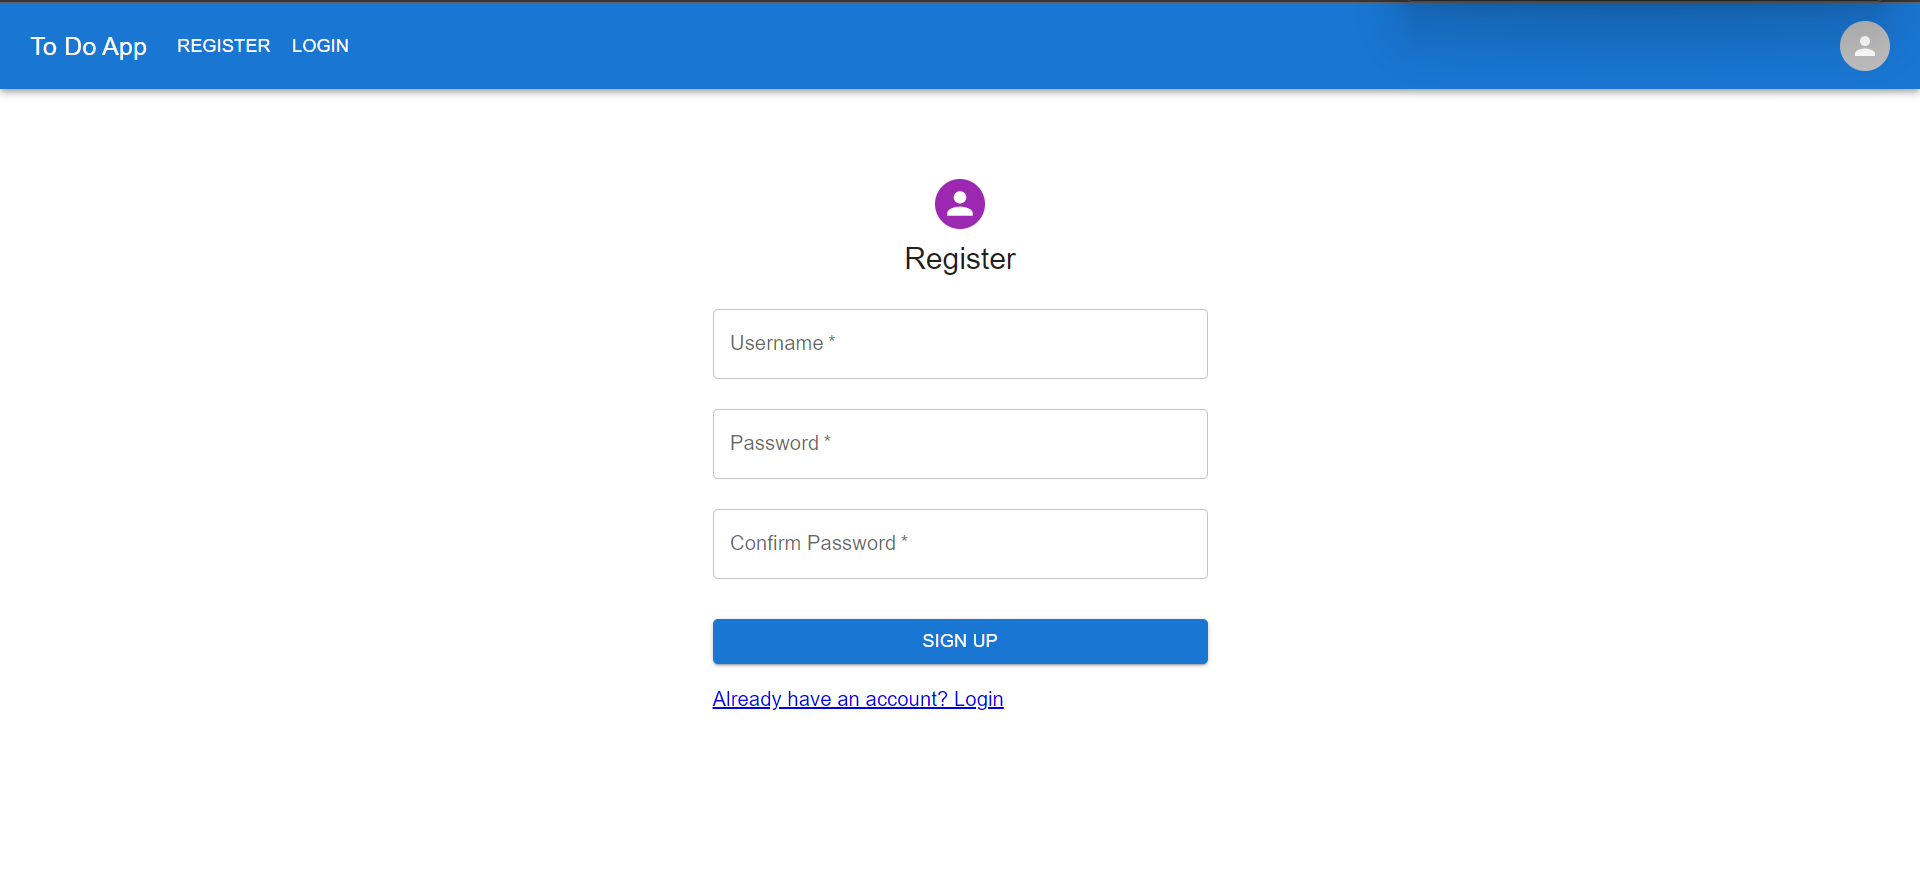 To Do App REGISTER LOGIN
Register
Username *
Password *
Confirm Password *
SIGN UP
Already have an account? Login